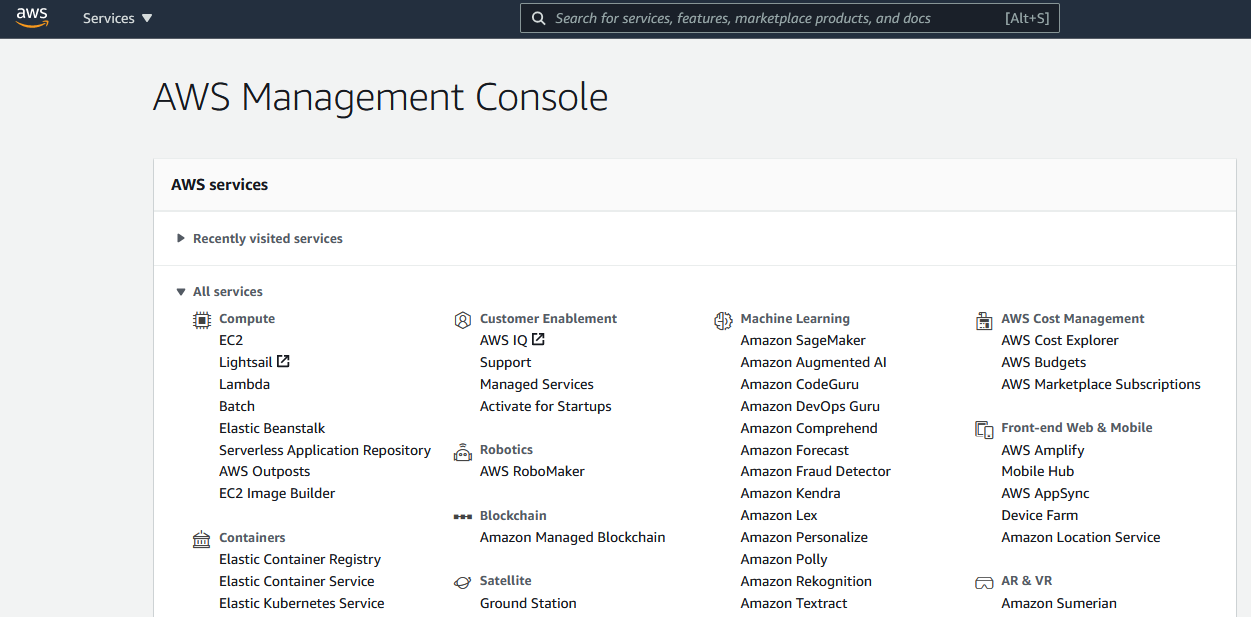 aws
Services
Search for services, features, marketplace products, and docs
[Alt+S]
AWS Management Console
AWS services
Recently visited services
All services
Compute
EC2
Lightsail
Lambda
Batch
Elastic Beanstalk
Serverless Application Repository
AWS Outposts
EC2 Image Builder
Containers
Elastic Container Registry
Elastic Container Service
Elastic Kubernetes Service
Customer Enablement
AWS IQ
Support
Managed Services
Activate for Startups
Robotics
AWS RoboMaker
Blockchain
Amazon Managed Blockchain
Satellite
Ground Station
Machine Learning
Amazon SageMaker
Amazon Augmented AI
Amazon CodeGuru
Amazon DevOps Guru
Amazon Comprehend
Amazon Forecast
Amazon Fraud Detector
Amazon Kendra
Amazon Lex
Amazon Personalize
Amazon Polly
Amazon Rekognition
Amazon Textract
AWS Cost Management
AWS Cost Explorer
AWS Budgets
AWS Marketplace Subscriptions
Front-end Web & Mobile
AWS Amplify
Mobile Hub
AWS AppSync
Device Farm
Amazon Location Service
AR & VR
Amazon Sumerian